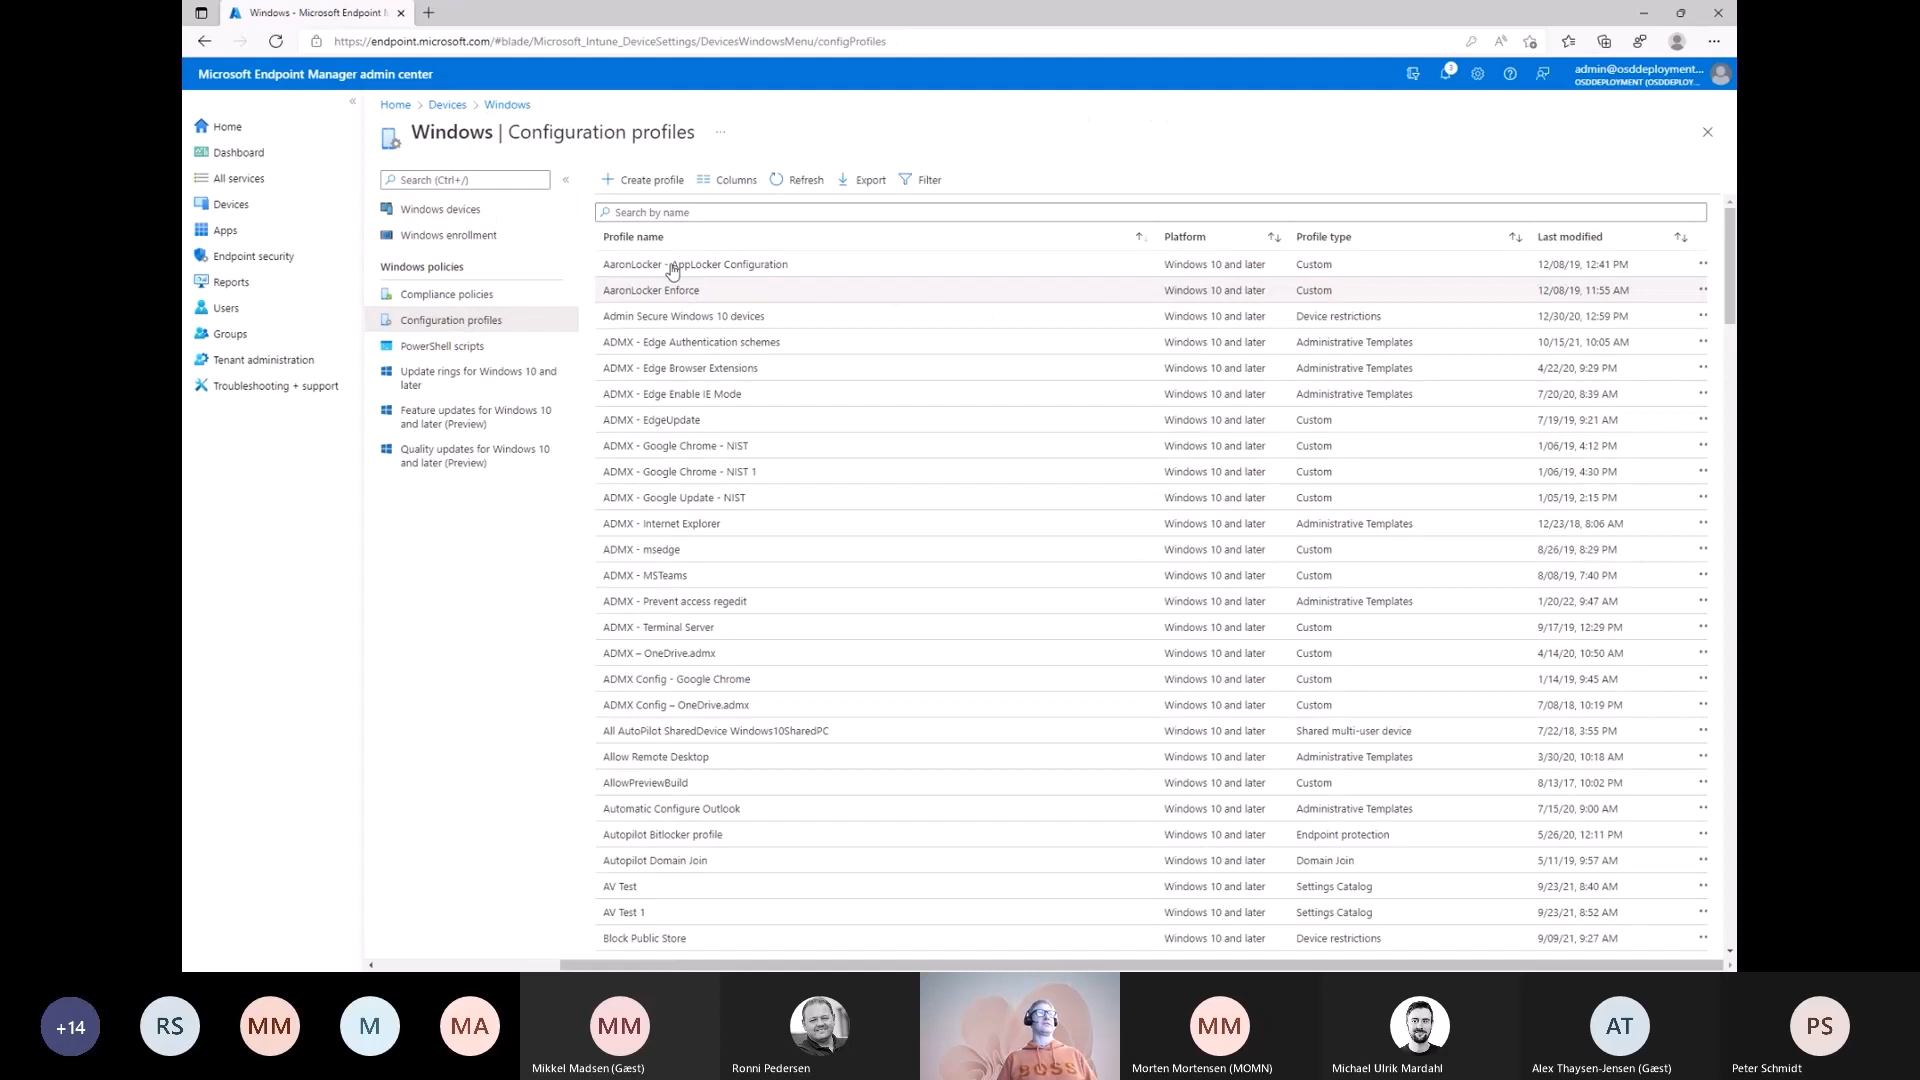 Windows - Microsoft Endpoint
https://endpoint.microsoft.com/#blade/Microsoft_Intune_DeviceSettings/DevicesWindowsMenu/configProfiles
Microsoft Endpoint Manager admin center
3
admin@osddeployment...
OSDDEPLOYMENT (OSDDEPLOY...
Home
Dashboard
All services
Devices
Apps
Endpoint security
Reports
Users
Groups
Tenant administration
Troubleshooting + support
Home > Devices > Windows
Windows | Configuration profiles ...
Search (Ctrl+/)
Windows devices
Windows enrollment
Windows policies
Compliance policies
Configuration profiles
PowerShell scripts
Update rings for Windows 10 and
later
Feature updates for Windows 10
and later (Preview)
Quality updates for Windows 10
and later (Preview)
Create profile Columns Refresh Export Filter
Search by name
Profile name Platform Profile type Last modified
AaronLocker - AppLocker Configuration Windows 10 and later Custom 12/08/19, 12:41 PM
AaronLocker Enforce Windows 10 and later Custom 12/08/19, 11:55 AM
Admin Secure Windows 10 devices Windows 10 and later Device restrictions 12/30/20, 12:59 PM
ADMX - Edge Authentication schemes Windows 10 and later Administrative Templates 10/15/21, 10:05 AM
ADMX - Edge Browser Extensions Windows 10 and later Administrative Templates 4/22/20, 9:29 PM
ADMX - Edge Enable IE Mode Windows 10 and later Administrative Templates 7/20/20, 8:39 AM
ADMX - EdgeUpdate Windows 10 and later Custom 7/19/19, 9:21 AM
ADMX - Google Chrome - NIST Windows 10 and later Custom 1/06/19, 4:12 PM
ADMX - Google Chrome - NIST 1 Windows 10 and later Custom 1/06/19, 4:30 PM
ADMX - Google Update - NIST Windows 10 and later Custom 1/05/19, 2:15 PM
ADMX - Internet Explorer Windows 10 and later Administrative Templates 12/23/18, 8:06 AM
ADMX - msedge Windows 10 and later Custom 8/26/19, 8:29 PM
ADMX - MSTeams Windows 10 and later Custom 8/08/19, 7:40 PM
ADMX - Prevent access regedit Windows 10 and later Administrative Templates 1/20/22, 9:47 AM
ADMX - Terminal Server Windows 10 and later Custom 9/17/19, 12:29 PM
ADMX – OneDrive.admx Windows 10 and later Custom 4/14/20, 10:50 AM
ADMX Config - Google Chrome Windows 10 and later Custom 1/14/19, 9:45 AM
ADMX Config – OneDrive.admx Windows 10 and later Custom 7/08/18, 10:19 PM
All AutoPilot SharedDevice Windows10SharedPC Windows 10 and later Shared multi-user device 7/22/18, 3:55 PM
Allow Remote Desktop Windows 10 and later Administrative Templates 3/30/20, 10:18 AM
AllowPreviewBuild Windows 10 and later Custom 8/13/17, 10:02 PM
Automatic Configure Outlook Windows 10 and later Administrative Templates 7/15/20, 9:00 AM
Autopilot Bitlocker profile Windows 10 and later Endpoint protection 5/26/20, 12:11 PM
Autopilot Domain Join Windows 10 and later Domain Join 5/11/19, 9:57 AM
AV Test Windows 10 and later Settings Catalog 9/23/21, 8:40 AM
AV Test 1 Windows 10 and later Settings Catalog 9/23/21, 8:52 AM
Block Public Store Windows 10 and later Device restrictions 9/09/21, 9:27 AM
+14 RS MM M MA MM MM AT PS
BOSS
Mikkel Madsen (Gæst) Ronni Pedersen Morten Mortensen (MOMN) Michael Ulrik Mardahl Alex Thaysen-Jensen (Gæst) Peter Schmidt